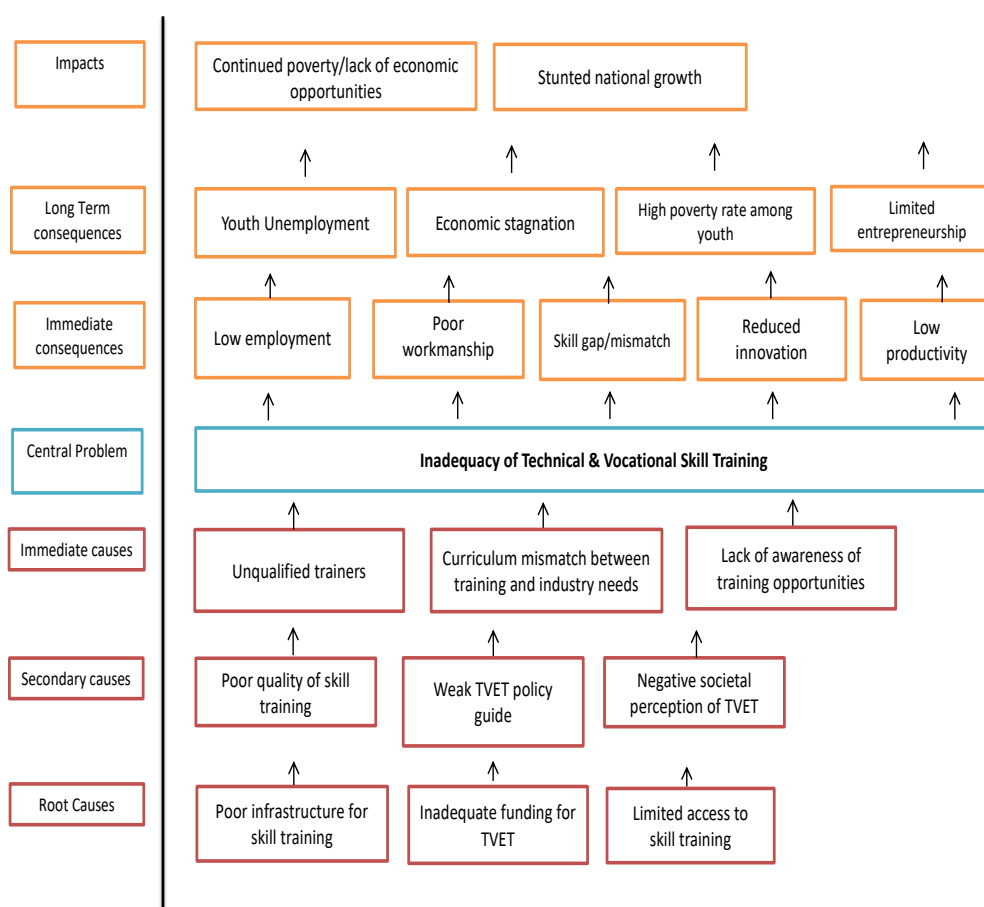 Impacts
Continued poverty/lack of economic
opportunities
Stunted national growth
Long Term
consequences
Youth Unemployment
Economic stagnation
High poverty rate among
youth
Limited
entrepreneurship
Immediate
consequences
Low employment
Poor
workmanship
Skill gap/mismatch
Reduced
innovation
Low
productivity
Central Problem
Inadequacy of Technical & Vocational Skill Training
Immediate causes
Unqualified trainers
Curriculum mismatch between
training and industry needs
Lack of awareness of
training opportunities
Secondary causes
Poor quality of skill
training
Weak TVET policy
guide
Negative societal
perception of TVET
Root Causes
Poor infrastructure for
skill training
Inadequate funding for
TVET
Limited access to
skill training